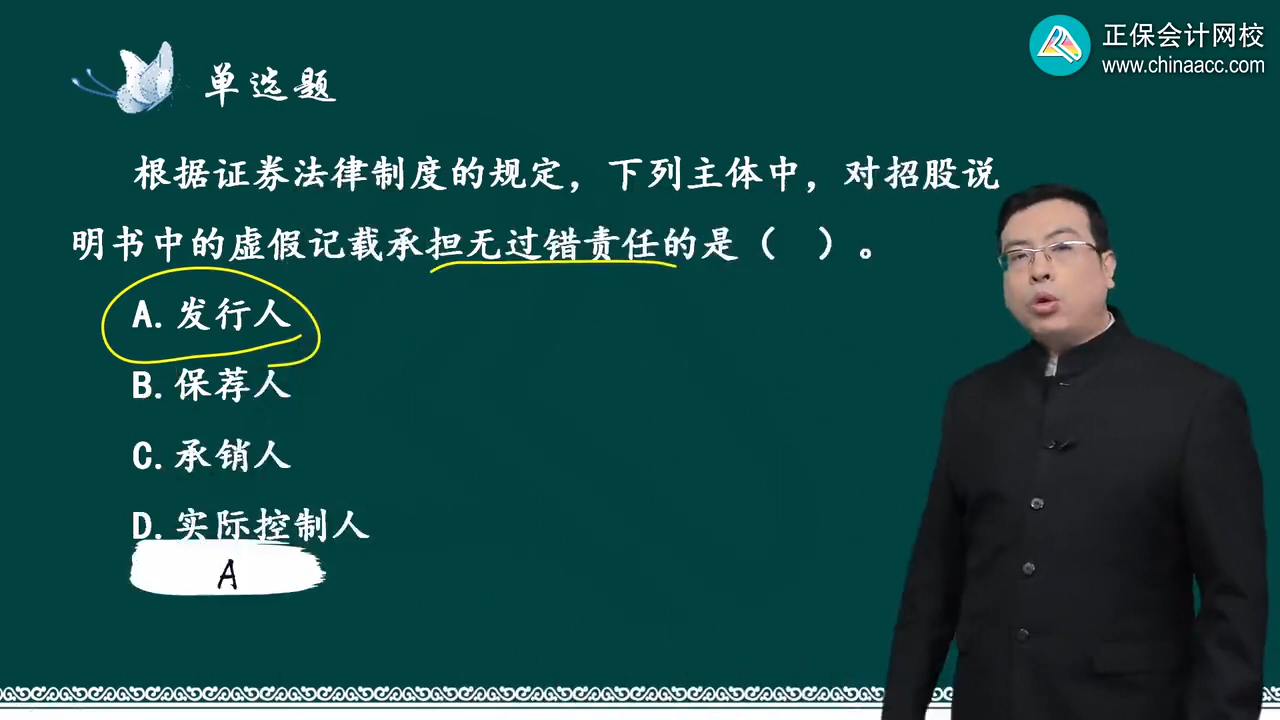 正保会计网校
www.chinaacc.com
单选题
根据证券法律制度的规定，下列主体中，对招股说
明书中的虚假记载承担无过错责任的是（ ）。
A.发行人
B.保荐人
C.承销人
D.实际控制人
A